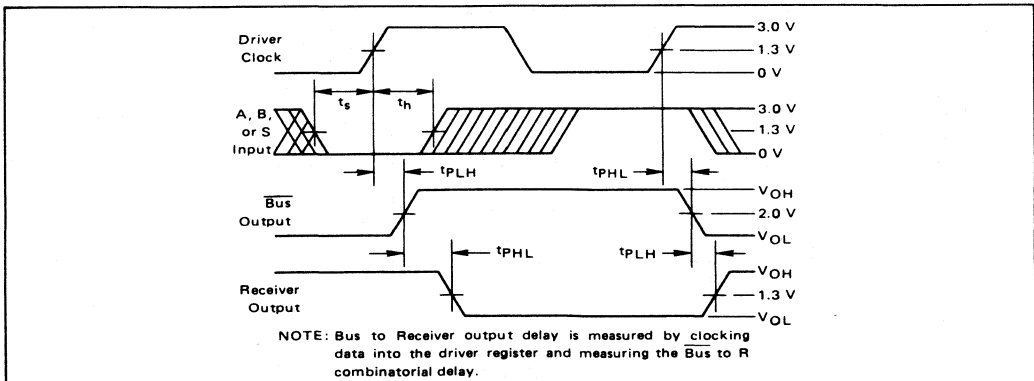 Driver
Clock
3.0 V
1.3 V
0 V
ts
th
A, B,
or S
Input
3.0 V
1.3 V
0 V
tPLH
tPHL
Bus
Output
VOH
2.0 V
VOL
tPHL
tPLH
Receiver
Output
VOH
1.3 V
VOL
NOTE: Bus to Receiver output delay is measured by clocking
data into the driver register and measuring the Bus to R
combinatorial delay.